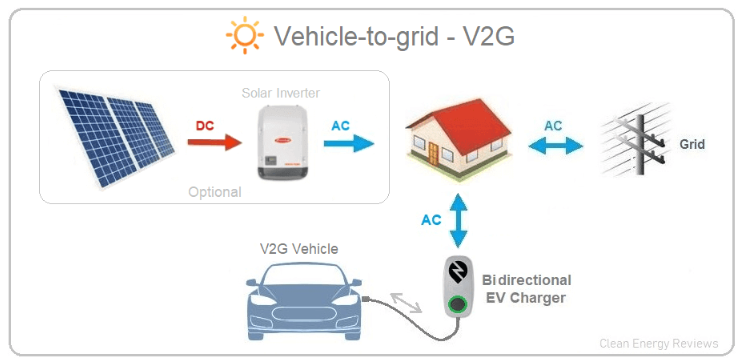 Vehicle-to-grid - V2G
Solar Inverter
DC
AC
AC
Grid
Optional
AC
V2G Vehicle
Bidirectional
EV Charger
Clean Energy Reviews